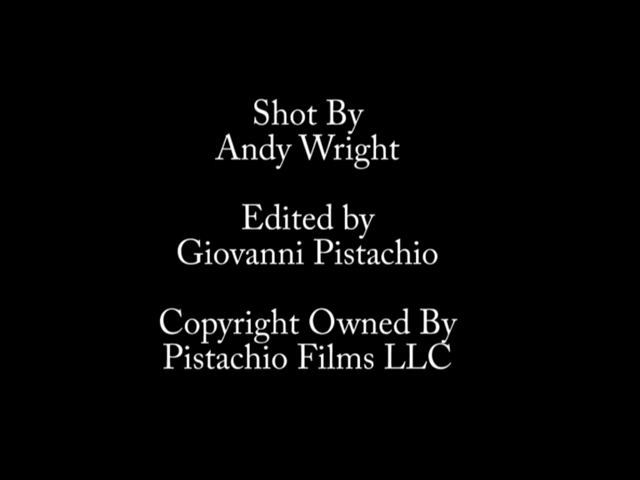 Shot By
Andy Wright
Edited by
Giovanni Pistachio
Copyright Owned By
Pistachio Films LLC